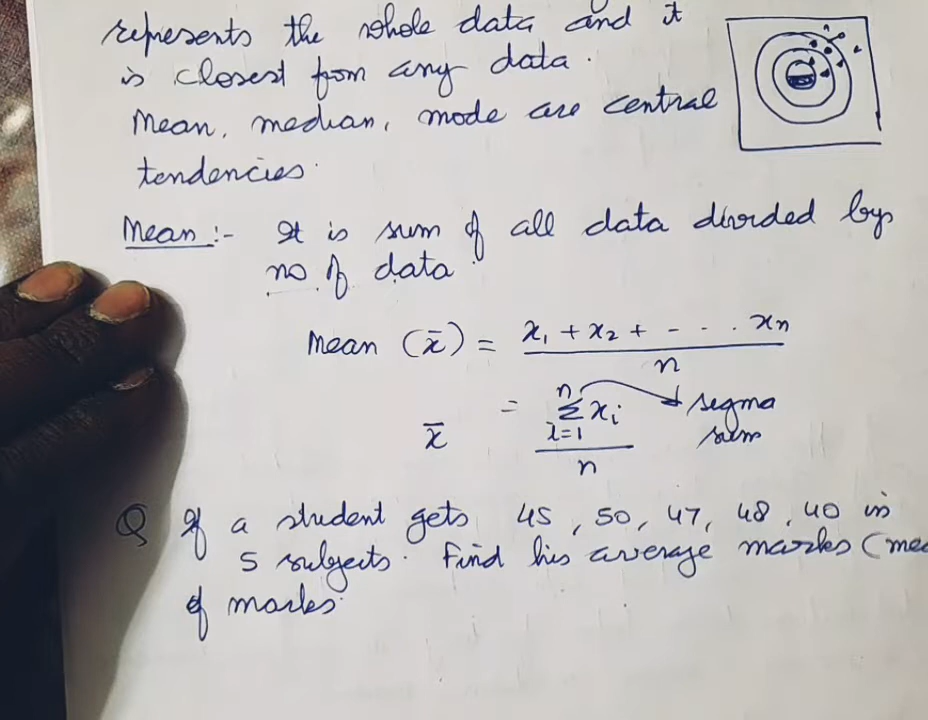 represents the whole data and it
is closest from any data.
Mean, median, mode are central
tendencies.
Mean :- It is sum of all data divided by
no of data.
Mean (x̄) = x₁ + x₂ + - - . xn
n
x̄ = n Σ i=1 xi → segma
sum
n
Q If a student gets 45, 50, 47, 48, 40 in
5 subjects. Find his average marks (mea
of marks.